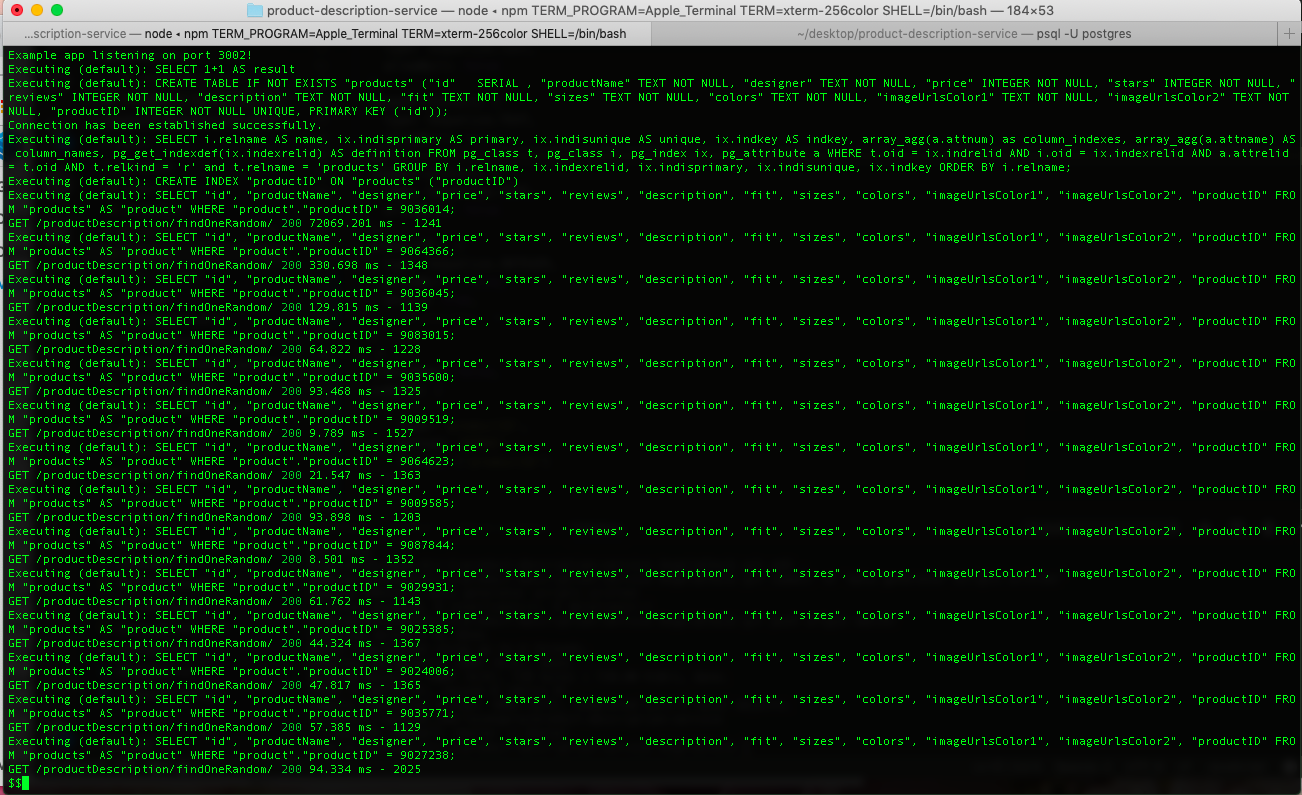 product-description-service — node ◂ npm TERM_PROGRAM=Apple_Terminal TERM=xterm-256color SHELL=/bin/bash — 184×53
...scription-service — node ◂ npm TERM_PROGRAM=Apple_Terminal TERM=xterm-256color SHELL=/bin/bash
~/desktop/product-description-service — psql -U postgres
Example app listening on port 3002!
Executing (default): SELECT 1+1 AS result
Executing (default): CREATE TABLE IF NOT EXISTS "products" ("id"   SERIAL , "productName" TEXT NOT NULL, "designer" TEXT NOT NULL, "price" INTEGER NOT NULL, "stars" INTEGER NOT NULL, "
reviews" INTEGER NOT NULL, "description" TEXT NOT NULL, "fit" TEXT NOT NULL, "sizes" TEXT NOT NULL, "colors" TEXT NOT NULL, "imageUrlsColor1" TEXT NOT NULL, "imageUrlsColor2" TEXT NOT
NULL, "productID" INTEGER NOT NULL UNIQUE, PRIMARY KEY ("id"));
Connection has been established successfully.
Executing (default): SELECT i.relname AS name, ix.indisprimary AS primary, ix.indisunique AS unique, ix.indkey AS indkey, array_agg(a.attnum) as column_indexes, array_agg(a.attname) AS
column_names, pg_get_indexdef(ix.indexrelid) AS definition FROM pg_class t, pg_class i, pg_index ix, pg_attribute a WHERE t.oid = ix.indrelid AND i.oid = ix.indexrelid AND a.attrelid
= t.oid AND t.relkind = 'r' and t.relname = 'products' GROUP BY i.relname, ix.indexrelid, ix.indisprimary, ix.indisunique, ix.indkey ORDER BY i.relname;
Executing (default): CREATE INDEX "productID" ON "products" ("productID")
Executing (default): SELECT "id", "productName", "designer", "price", "stars", "reviews", "description", "fit", "sizes", "colors", "imageUrlsColor1", "imageUrlsColor2", "productID" FRO
M "products" AS "product" WHERE "product"."productID" = 9036014;
GET /productDescription/findOneRandom/ 200 72069.201 ms - 1241
Executing (default): SELECT "id", "productName", "designer", "price", "stars", "reviews", "description", "fit", "sizes", "colors", "imageUrlsColor1", "imageUrlsColor2", "productID" FRO
M "products" AS "product" WHERE "product"."productID" = 9064366;
GET /productDescription/findOneRandom/ 200 330.698 ms - 1348
Executing (default): SELECT "id", "productName", "designer", "price", "stars", "reviews", "description", "fit", "sizes", "colors", "imageUrlsColor1", "imageUrlsColor2", "productID" FRO
M "products" AS "product" WHERE "product"."productID" = 9036045;
GET /productDescription/findOneRandom/ 200 129.815 ms - 1139
Executing (default): SELECT "id", "productName", "designer", "price", "stars", "reviews", "description", "fit", "sizes", "colors", "imageUrlsColor1", "imageUrlsColor2", "productID" FRO
M "products" AS "product" WHERE "product"."productID" = 9083015;
GET /productDescription/findOneRandom/ 200 64.822 ms - 1228
Executing (default): SELECT "id", "productName", "designer", "price", "stars", "reviews", "description", "fit", "sizes", "colors", "imageUrlsColor1", "imageUrlsColor2", "productID" FRO
M "products" AS "product" WHERE "product"."productID" = 9035600;
GET /productDescription/findOneRandom/ 200 93.468 ms - 1325
Executing (default): SELECT "id", "productName", "designer", "price", "stars", "reviews", "description", "fit", "sizes", "colors", "imageUrlsColor1", "imageUrlsColor2", "productID" FRO
M "products" AS "product" WHERE "product"."productID" = 9009519;
GET /productDescription/findOneRandom/ 200 9.789 ms - 1527
Executing (default): SELECT "id", "productName", "designer", "price", "stars", "reviews", "description", "fit", "sizes", "colors", "imageUrlsColor1", "imageUrlsColor2", "productID" FRO
M "products" AS "product" WHERE "product"."productID" = 9064623;
GET /productDescription/findOneRandom/ 200 21.547 ms - 1363
Executing (default): SELECT "id", "productName", "designer", "price", "stars", "reviews", "description", "fit", "sizes", "colors", "imageUrlsColor1", "imageUrlsColor2", "productID" FRO
M "products" AS "product" WHERE "product"."productID" = 9009585;
GET /productDescription/findOneRandom/ 200 93.898 ms - 1203
Executing (default): SELECT "id", "productName", "designer", "price", "stars", "reviews", "description", "fit", "sizes", "colors", "imageUrlsColor1", "imageUrlsColor2", "productID" FRO
M "products" AS "product" WHERE "product"."productID" = 9087844;
GET /productDescription/findOneRandom/ 200 8.501 ms - 1352
Executing (default): SELECT "id", "productName", "designer", "price", "stars", "reviews", "description", "fit", "sizes", "colors", "imageUrlsColor1", "imageUrlsColor2", "productID" FRO
M "products" AS "product" WHERE "product"."productID" = 9029931;
GET /productDescription/findOneRandom/ 200 61.762 ms - 1143
Executing (default): SELECT "id", "productName", "designer", "price", "stars", "reviews", "description", "fit", "sizes", "colors", "imageUrlsColor1", "imageUrlsColor2", "productID" FRO
M "products" AS "product" WHERE "product"."productID" = 9025385;
GET /productDescription/findOneRandom/ 200 44.324 ms - 1367
Executing (default): SELECT "id", "productName", "designer", "price", "stars", "reviews", "description", "fit", "sizes", "colors", "imageUrlsColor1", "imageUrlsColor2", "productID" FRO
M "products" AS "product" WHERE "product"."productID" = 9024006;
GET /productDescription/findOneRandom/ 200 47.817 ms - 1365
Executing (default): SELECT "id", "productName", "designer", "price", "stars", "reviews", "description", "fit", "sizes", "colors", "imageUrlsColor1", "imageUrlsColor2", "productID" FRO
M "products" AS "product" WHERE "product"."productID" = 9035771;
GET /productDescription/findOneRandom/ 200 57.385 ms - 1129
Executing (default): SELECT "id", "productName", "designer", "price", "stars", "reviews", "description", "fit", "sizes", "colors", "imageUrlsColor1", "imageUrlsColor2", "productID" FRO
M "products" AS "product" WHERE "product"."productID" = 9027238;
GET /productDescription/findOneRandom/ 200 94.334 ms - 2025
$$